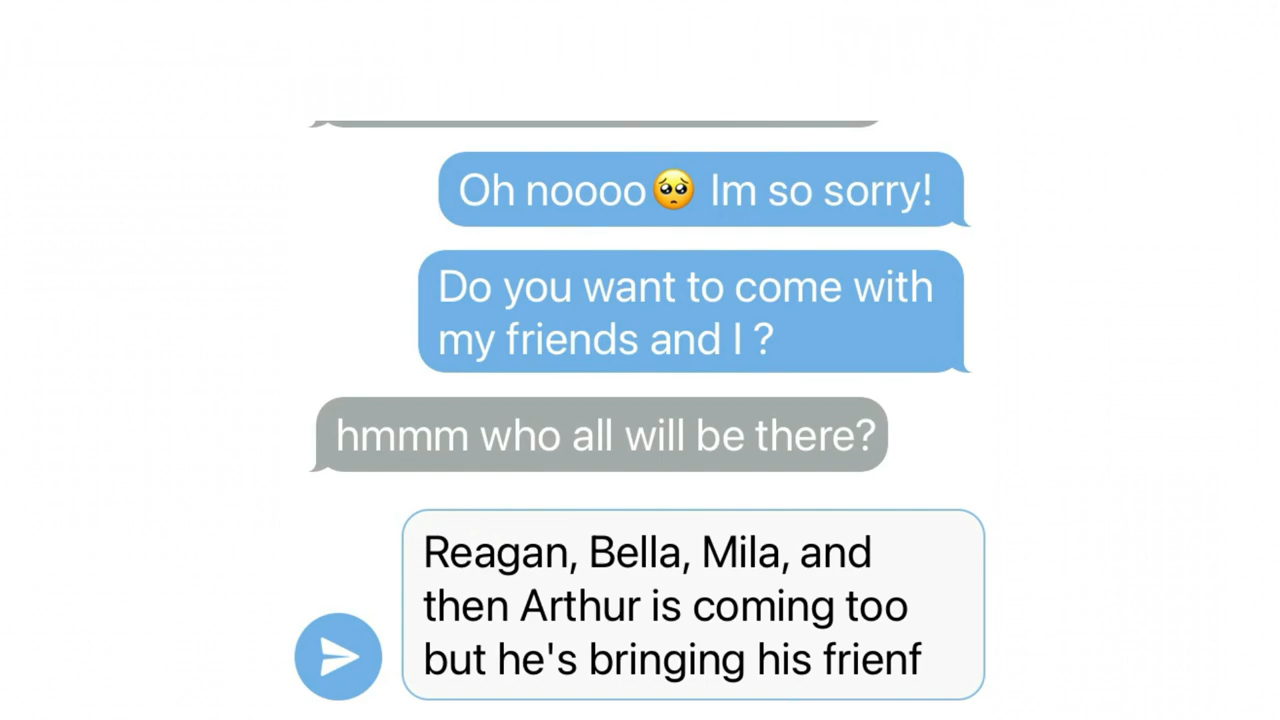 Oh noooo🥺 Im so sorry!
Do you want to come with
my friends and I ?
hmmm who all will be there?
Reagan, Bella, Mila, and
then Arthur is coming too
but he's bringing his frienf